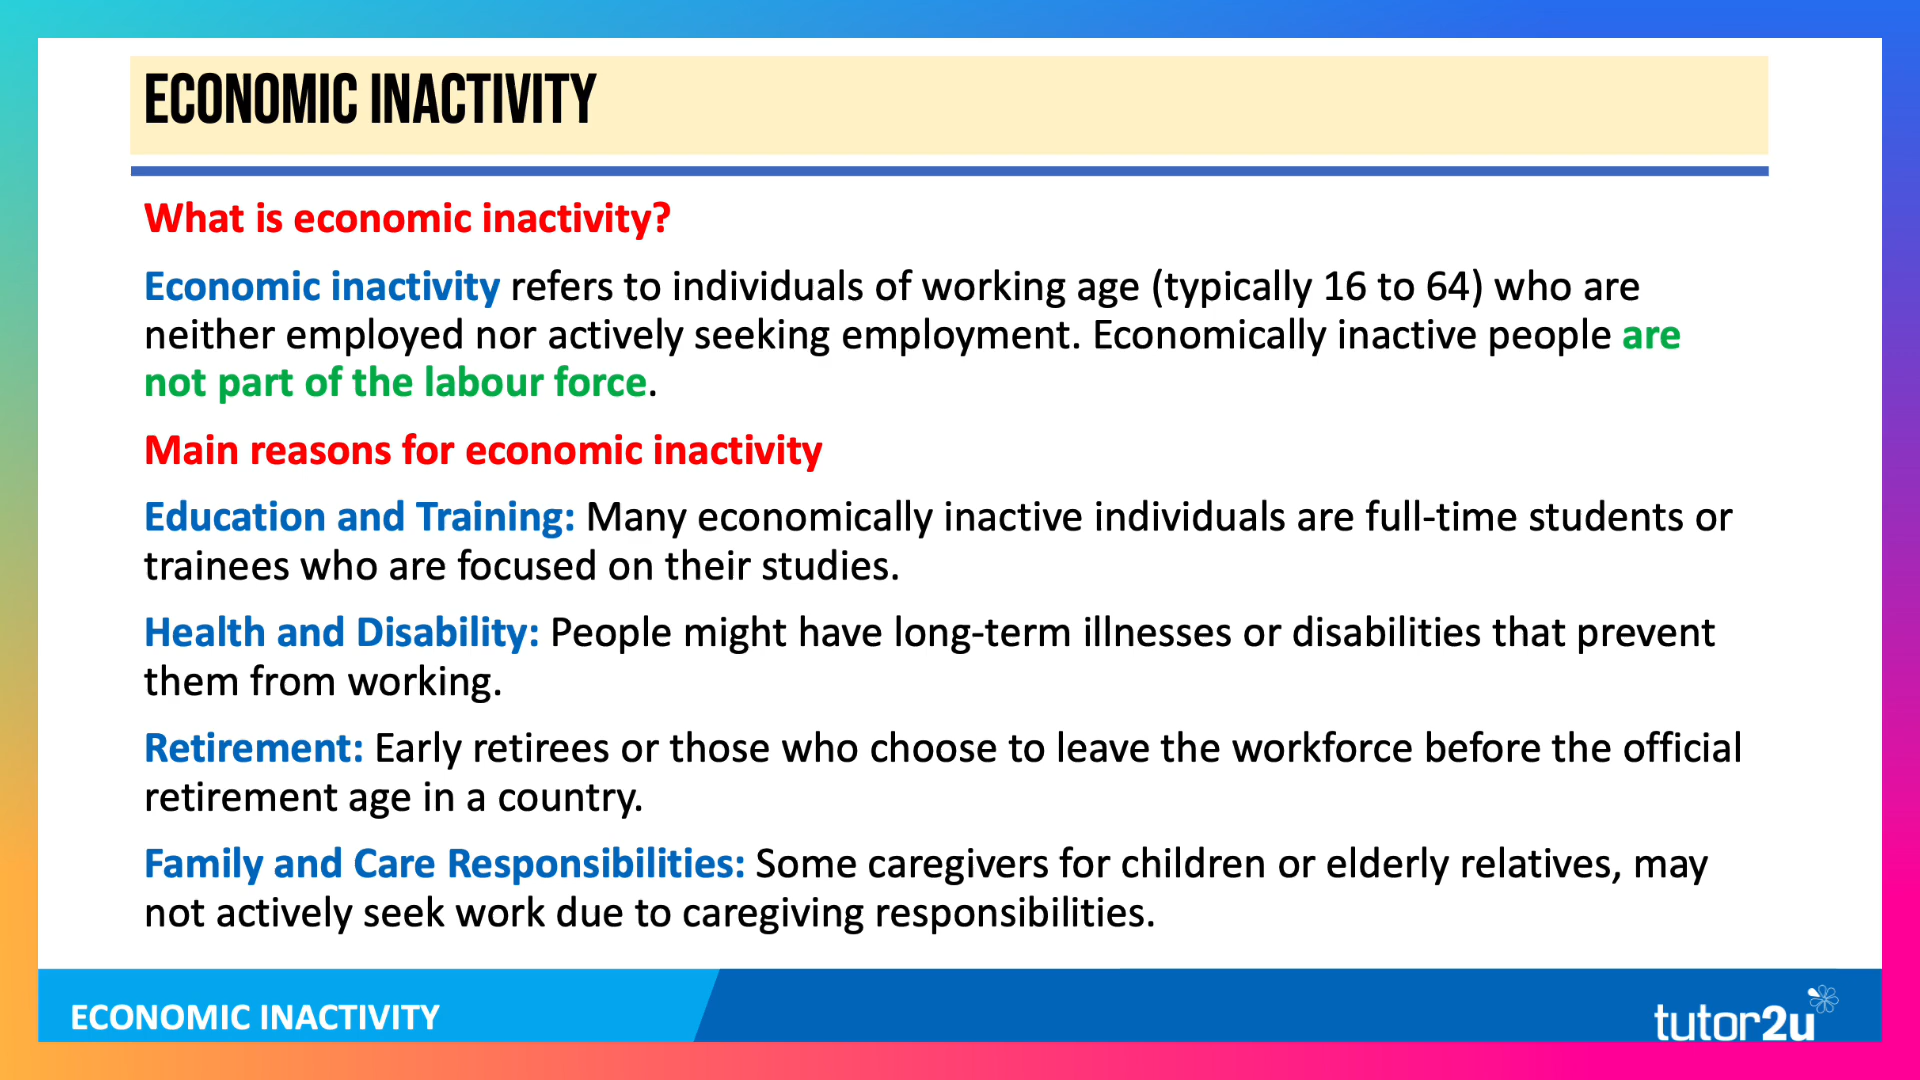 ECONOMIC INACTIVITY
What is economic inactivity?
Economic inactivity refers to individuals of working age (typically 16 to 64) who are
neither employed nor actively seeking employment. Economically inactive people are
not part of the labour force.
Main reasons for economic inactivity
Education and Training: Many economically inactive individuals are full-time students or
trainees who are focused on their studies.
Health and Disability: People might have long-term illnesses or disabilities that prevent
them from working.
Retirement: Early retirees or those who choose to leave the workforce before the official
retirement age in a country.
Family and Care Responsibilities: Some caregivers for children or elderly relatives, may
not actively seek work due to caregiving responsibilities.
ECONOMIC INACTIVITY
tutor2u